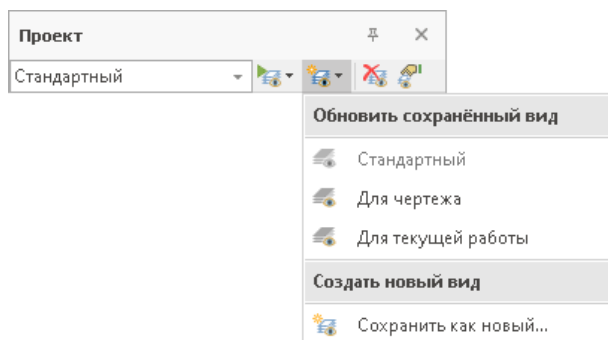 Проект
Стандартный
Обновить сохранённый вид
Стандартный
Для чертежа
Для текущей работы
Создать новый вид
Сохранить как новый...